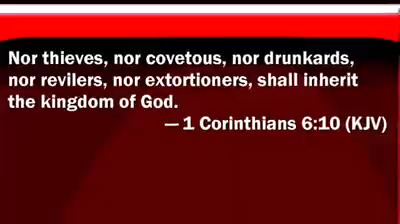 Nor thieves, nor covetous, nor drunkards,
nor revilers, nor extortioners, shall inherit
the kingdom of God.
— 1 Corinthians 6:10 (KJV)